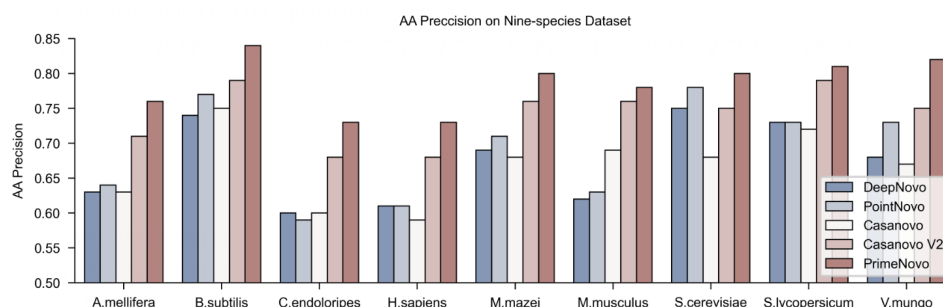 AA Preccision on Nine-species Dataset
AA Precision
0.85
0.80
0.75
0.70
0.65
0.60
0.55
0.50
A.mellifera B.subtilis C.endoloripes H.sapiens M.mazei M.musculus S.cerevisiae S.lycopersicum V.mungo
DeepNovo
PointNovo
Casanovo
Casanovo V2
PrimeNovo